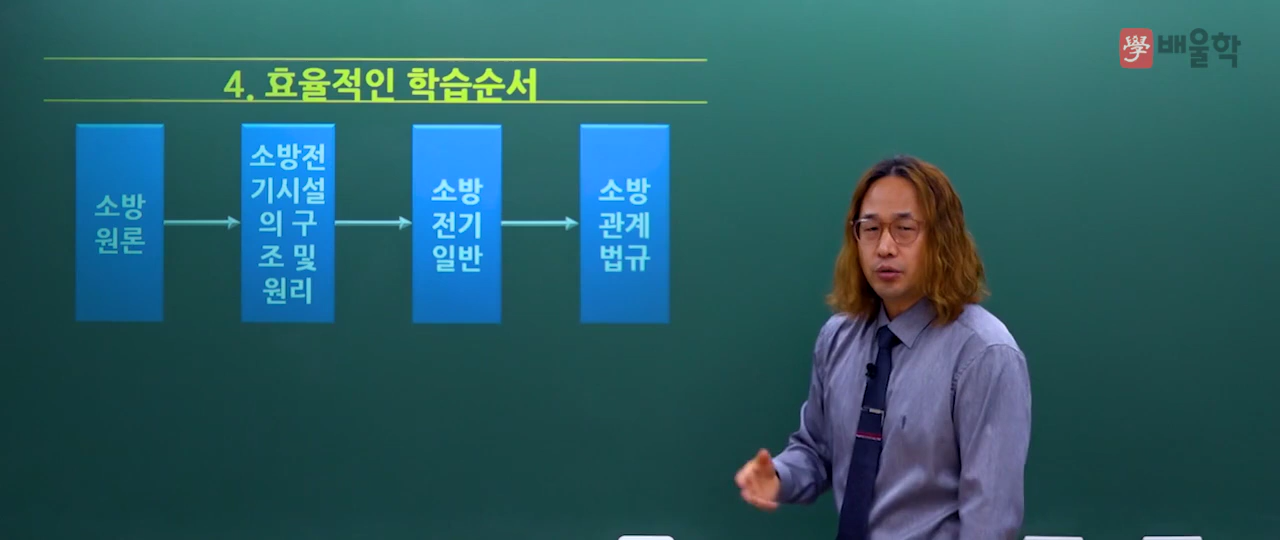 學 배울학
4. 효율적인 학습순서
소방
원론
소방전
기시설
의 구
조 및
원리
소방
전기
일반
소방
관계
법규